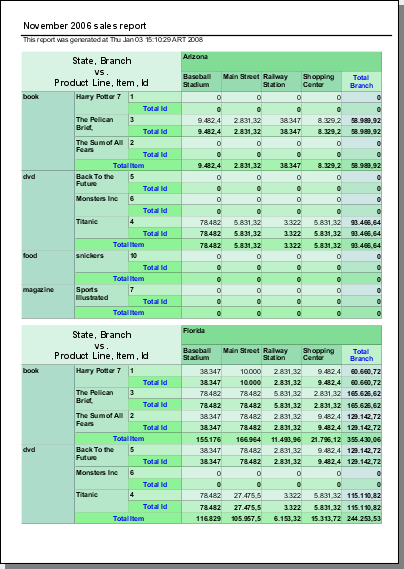 November 2006 sales report
This report was generated at Thu Jan 03 15:10:29 ART 2008
State, Branch
vs.
Product Line, Item, Id
Arizona
Baseball Stadium Main Street Railway Station Shopping Center Total Branch
book Harry Potter 7 1 0 0 0 0 0
Total Id 0 0 0 0 0
The Pelican Brief, 3 9.482,4 2.831,32 38.347 8.329,2 58.989,92
Total Id 9.482,4 2.831,32 38.347 8.329,2 58.989,92
The Sum of All Fears 2 0 0 0 0 0
Total Id 0 0 0 0 0
Total Item 9.482,4 2.831,32 38.347 8.329,2 58.989,92
dvd Back To the Future 5 0 0 0 0 0
Total Id 0 0 0 0 0
Monsters Inc 6 0 0 0 0 0
Total Id 0 0 0 0 0
Titanic 4 78.482 5.831,32 3.322 5.831,32 93.466,64
Total Id 78.482 5.831,32 3.322 5.831,32 93.466,64
Total Item 78.482 5.831,32 3.322 5.831,32 93.466,64
food snickers 10 0 0 0 0 0
Total Id 0 0 0 0 0
Total Item 0 0 0 0 0
magazine Sports Illustrated 7 0 0 0 0 0
Total Id 0 0 0 0 0
Total Item 0 0 0 0 0
State, Branch
vs.
Product Line, Item, Id
Florida
Baseball Stadium Main Street Railway Station Shopping Center Total Branch
book Harry Potter 7 1 38.347 10.000 2.831,32 9.482,4 60.660,72
Total Id 38.347 10.000 2.831,32 9.482,4 60.660,72
The Pelican Brief, 3 78.482 78.482 5.831,32 2.831,32 165.626,62
Total Id 78.482 78.482 5.831,32 2.831,32 165.626,62
The Sum of All Fears 2 38.347 78.482 2.831,32 9.482,4 129.142,72
Total Id 38.347 78.482 2.831,32 9.482,4 129.142,72
Total Item 155.176 166.964 11.493,96 21.796,12 355.430,06
dvd Back To the Future 5 38.347 78.482 2.831,32 9.482,4 129.142,72
Total Id 38.347 78.482 2.831,32 9.482,4 129.142,72
Monsters Inc 6 0 0 0 0 0
Total Id 0 0 0 0 0
Titanic 4 78.482 27.475,5 3.322 5.831,32 115.110,82
Total Id 78.482 27.475,5 3.322 5.831,32 115.110,82
Total Item 116.829 105.957,5 6.153,32 15.313,72 244.253,53